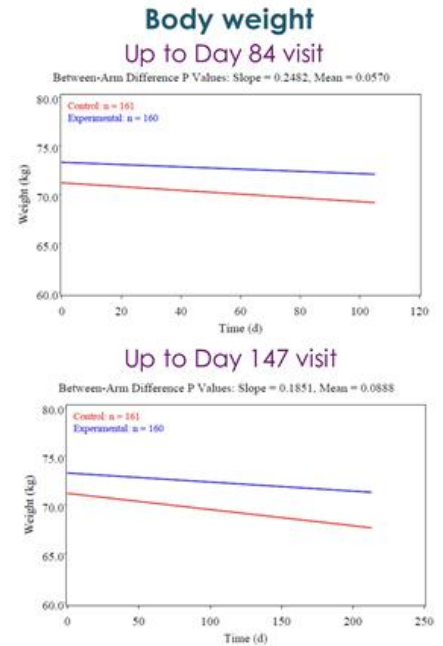 Body weight
Up to Day 84 visit
Between-Arm Difference P Values: Slope = 0.2482, Mean = 0.0570
80.0
Control: n = 161
Experimental: n = 160
75.0
70.0
65.0
60.0
Weight (kg)
0 20 40 60 80 100 120
Time (d)
Up to Day 147 visit
Between-Arm Difference P Values: Slope = 0.1851, Mean = 0.0888
80.0
Control: n = 161
Experimental: n = 160
75.0
70.0
65.0
60.0
Weight (kg)
0 50 100 150 200 250
Time (d)